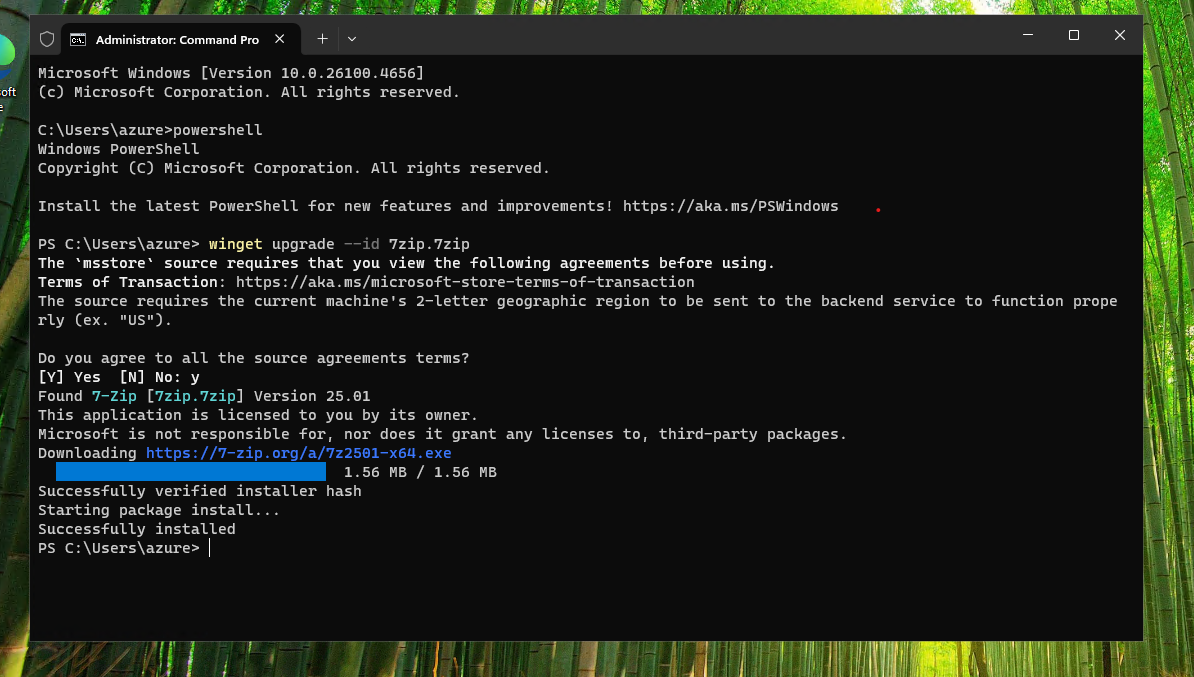 oft
e
Administrator: Command Pro
Microsoft Windows [Version 10.0.26100.4656]
(c) Microsoft Corporation. All rights reserved.
C:\Users\azure>powershell
Windows PowerShell
Copyright (C) Microsoft Corporation. All rights reserved.
Install the latest PowerShell for new features and improvements! https://aka.ms/PSWindows
PS C:\Users\azure> winget upgrade --id 7zip.7zip
The `msstore` source requires that you view the following agreements before using.
Terms of Transaction: https://aka.ms/microsoft-store-terms-of-transaction
The source requires the current machine's 2-letter geographic region to be sent to the backend service to function prope
rly (ex. "US").
Do you agree to all the source agreements terms?
[Y] Yes  [N] No: y
Found 7-Zip [7zip.7zip] Version 25.01
This application is licensed to you by its owner.
Microsoft is not responsible for, nor does it grant any licenses to, third-party packages.
Downloading https://7-zip.org/a/7z2501-x64.exe
1.56 MB / 1.56 MB
Successfully verified installer hash
Starting package install...
Successfully installed
PS C:\Users\azure>